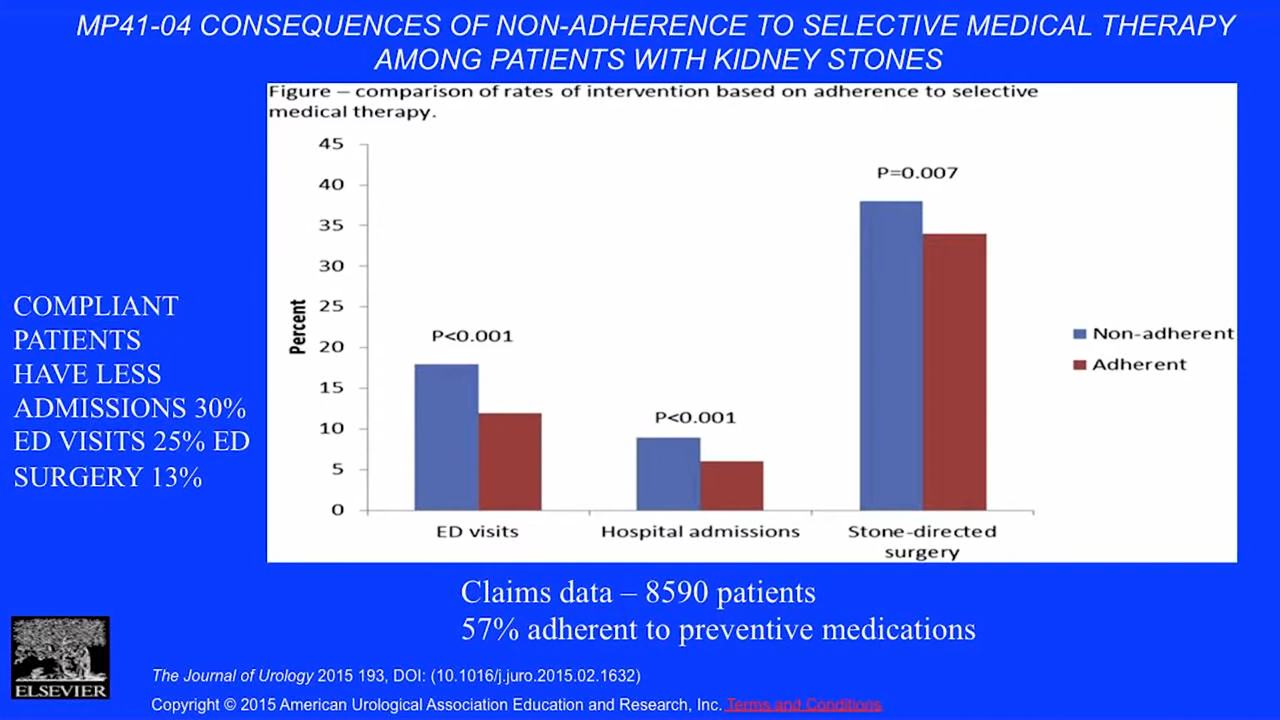 MP41-04 CONSEQUENCES OF NON-ADHERENCE TO SELECTIVE MEDICAL THERAPY
AMONG PATIENTS WITH KIDNEY STONES
Figure – comparison of rates of intervention based on adherence to selective
medical therapy.
45
40
35
30
25
20
15
10
5
0
Percent
P<0.001
P<0.001
P=0.007
ED visits
Hospital admissions
Stone-directed
surgery
Non-adherent
Adherent
COMPLIANT
PATIENTS
HAVE LESS
ADMISSIONS 30%
ED VISITS 25% ED
SURGERY 13%
Claims data – 8590 patients
57% adherent to preventive medications
ELSEVIER
The Journal of Urology 2015 193, DOI: (10.1016/j.juro.2015.02.1632)
Copyright © 2015 American Urological Association Education and Research, Inc. Terms and Conditions